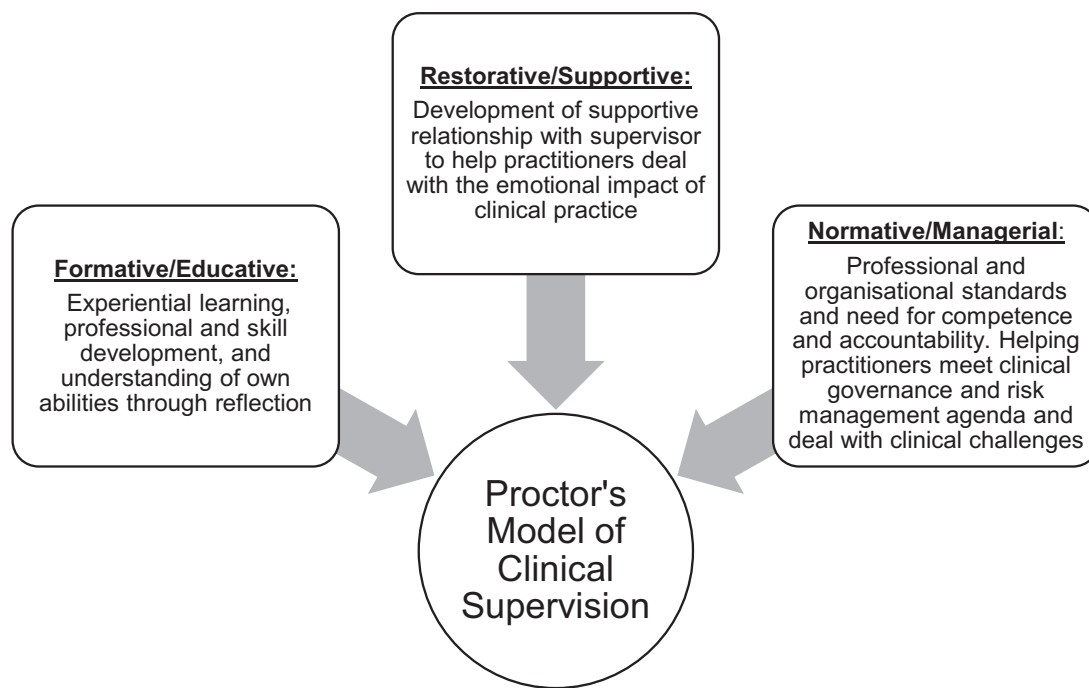 Restorative/Supportive:
Development of supportive
relationship with supervisor
to help practitioners deal
with the emotional impact of
clinical practice
Formative/Educative:
Experiential learning,
professional and skill
development, and
understanding of own
abilities through reflection
Normative/Managerial:
Professional and
organisational standards
and need for competence
and accountability. Helping
practitioners meet clinical
governance and risk
management agenda and
deal with clinical challenges
Proctor's
Model of
Clinical
Supervision